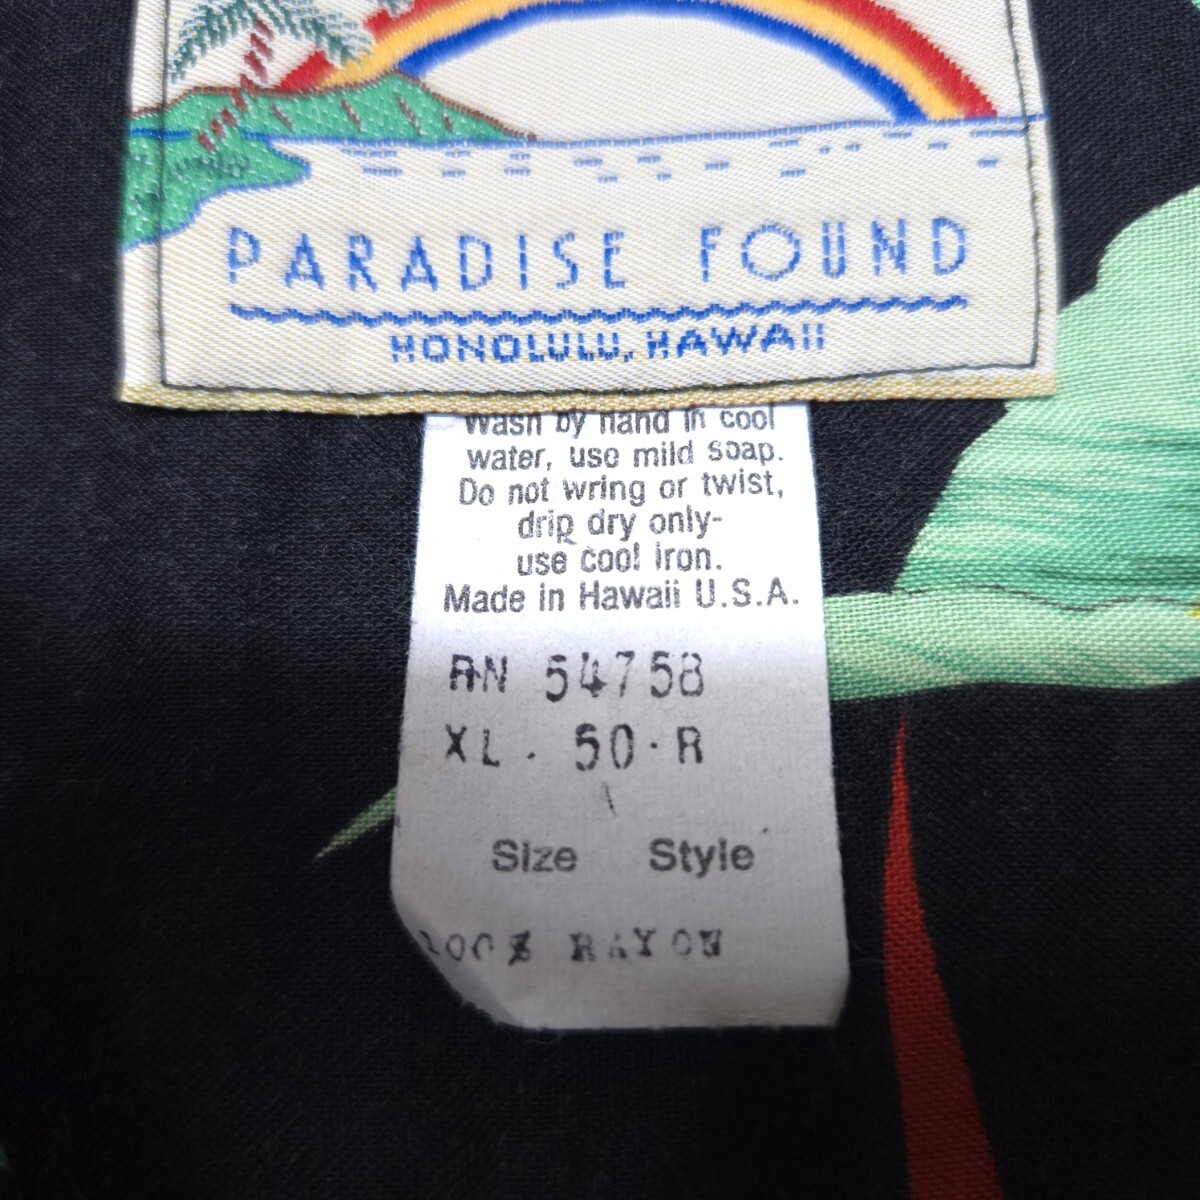 PARADISE FOUND
HONOLULU, HAWAII
Wash by hand in cool
water, use mild soap.
Do not wring or twist,
drip dry only-
use cool iron.
Made in Hawaii U.S.A.
RN 54758
XL . 50 . R
Size Style
100% RAYON